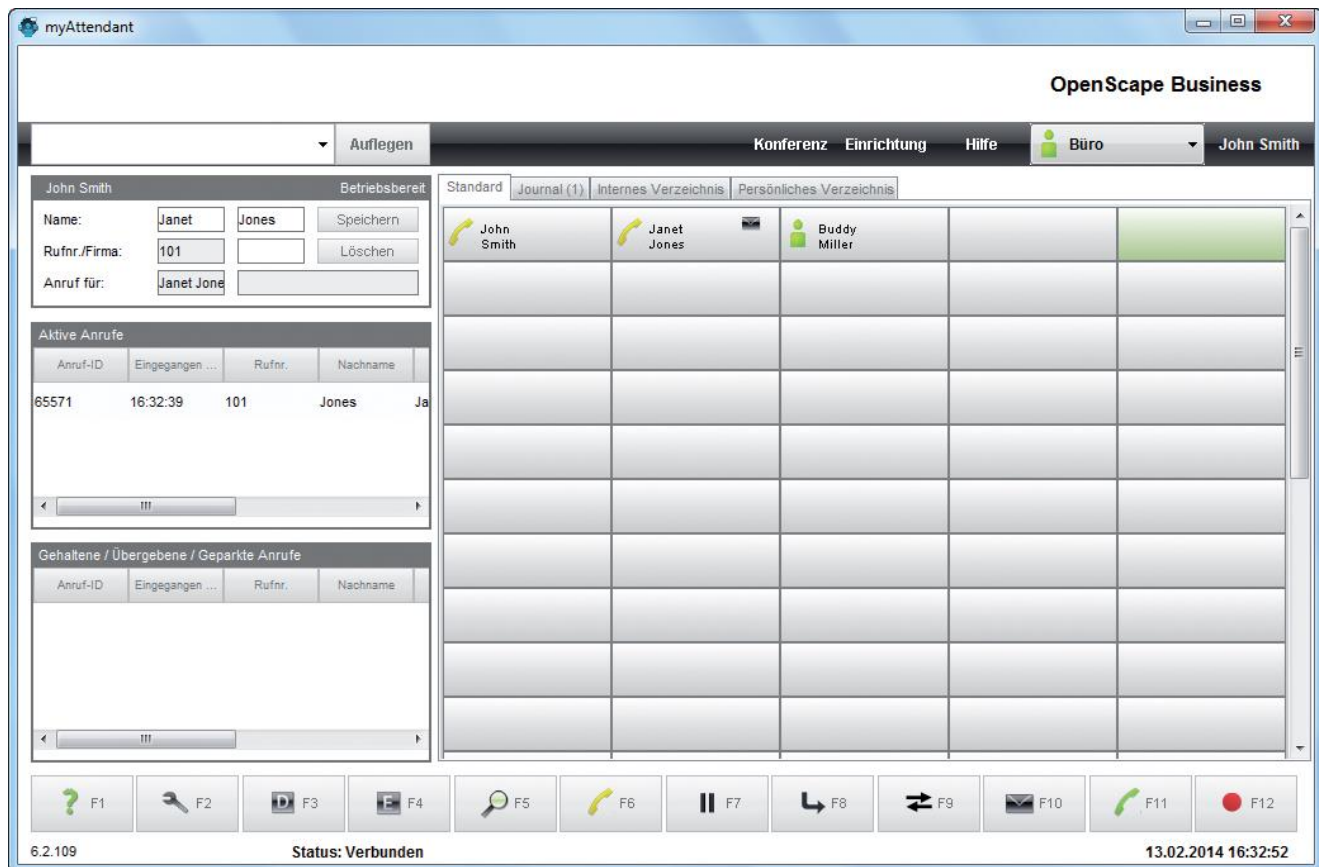 myAttendant
OpenScape Business
Auflegen
Konferenz Einrichtung Hilfe Büro John Smith
John Smith Betriebsbereit
Name: Janet Jones Speichern
Rufnr./Firma: 101 Löschen
Anruf für: Janet Jone
Aktive Anrufe
Anruf-ID Eingegangen ... Rufnr. Nachname
65571 16:32:39 101 Jones Ja
Gehaltene / Übergebene / Geparkte Anrufe
Anruf-ID Eingegangen ... Rufnr. Nachname
Standard Journal (1) Internes Verzeichnis Persönliches Verzeichnis
John
Smith
Janet
Jones
Buddy
Miller
? F1 F2 D F3 E F4 F5 F6 F7 F8 F9 F10 F11 F12
6.2.109 Status: Verbunden 13.02.2014 16:32:52